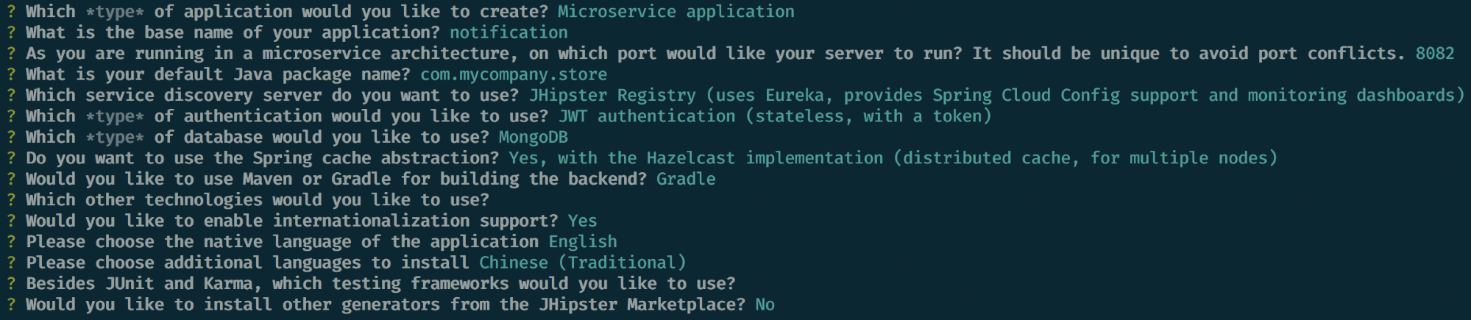 ? Which *type* of application would you like to create? Microservice application
? What is the base name of your application? notification
? As you are running in a microservice architecture, on which port would like your server to run? It should be unique to avoid port conflicts. 8082
? What is your default Java package name? com.mycompany.store
? Which service discovery server do you want to use? JHipster Registry (uses Eureka, provides Spring Cloud Config support and monitoring dashboards)
? Which *type* of authentication would you like to use? JWT authentication (stateless, with a token)
? Which *type* of database would you like to use? MongoDB
? Do you want to use the Spring cache abstraction? Yes, with the Hazelcast implementation (distributed cache, for multiple nodes)
? Would you like to use Maven or Gradle for building the backend? Gradle
? Which other technologies would you like to use?
? Would you like to enable internationalization support? Yes
? Please choose the native language of the application English
? Please choose additional languages to install Chinese (Traditional)
? Besides JUnit and Karma, which testing frameworks would you like to use?
? Would you like to install other generators from the JHipster Marketplace? No